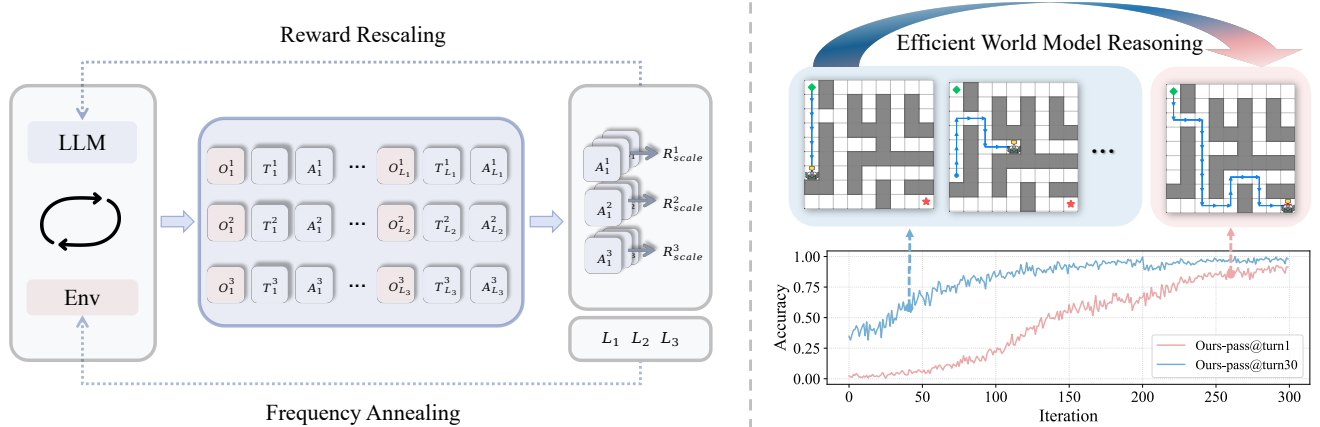 Reward Rescaling
LLM
Env
O_1^1 T_1^1 A_1^1 ... O_{L_1}^1 T_{L_1}^1 A_{L_1}^1
O_1^2 T_1^2 A_1^2 ... O_{L_2}^2 T_{L_2}^2 A_{L_2}^2
O_1^3 T_1^3 A_1^3 ... O_{L_3}^3 T_{L_3}^3 A_{L_3}^3
A_1^1 R_{scale}^1
A_1^2 R_{scale}^2
A_1^3 R_{scale}^3
L_1 L_2 L_3
Frequency Annealing
Efficient World Model Reasoning
...
Accuracy
1.00
0.75
0.50
0.25
0.00
Ours-pass@turn1
Ours-pass@turn30
0 50 100 150 200 250 300
Iteration